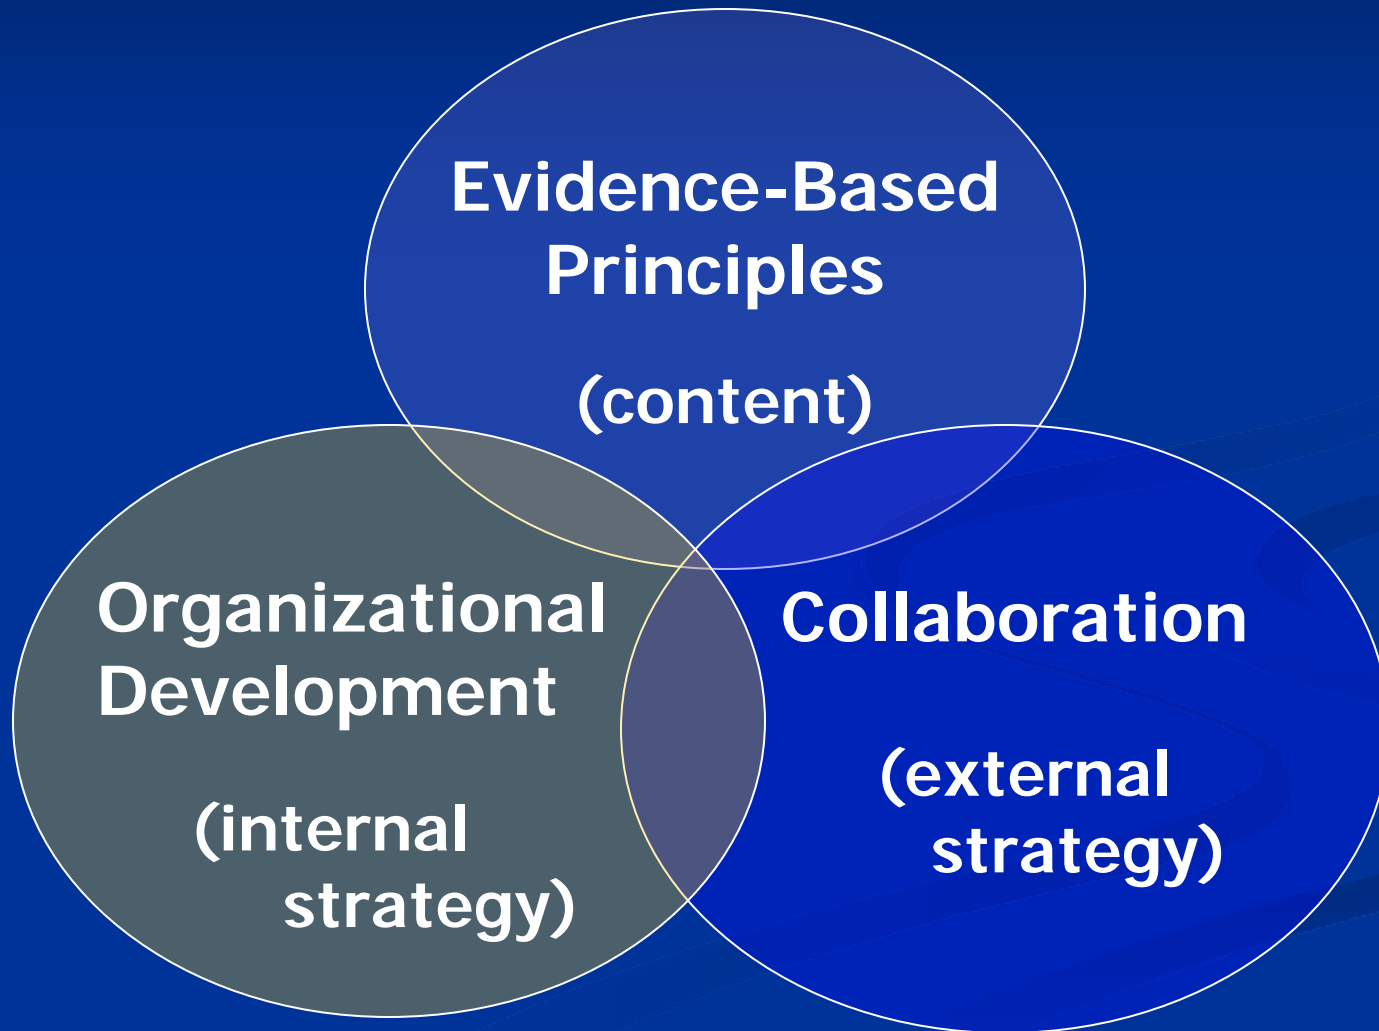 Evidence-Based
Principles
(content)
Organizational
Development
(internal
strategy)
Collaboration
(external
strategy)